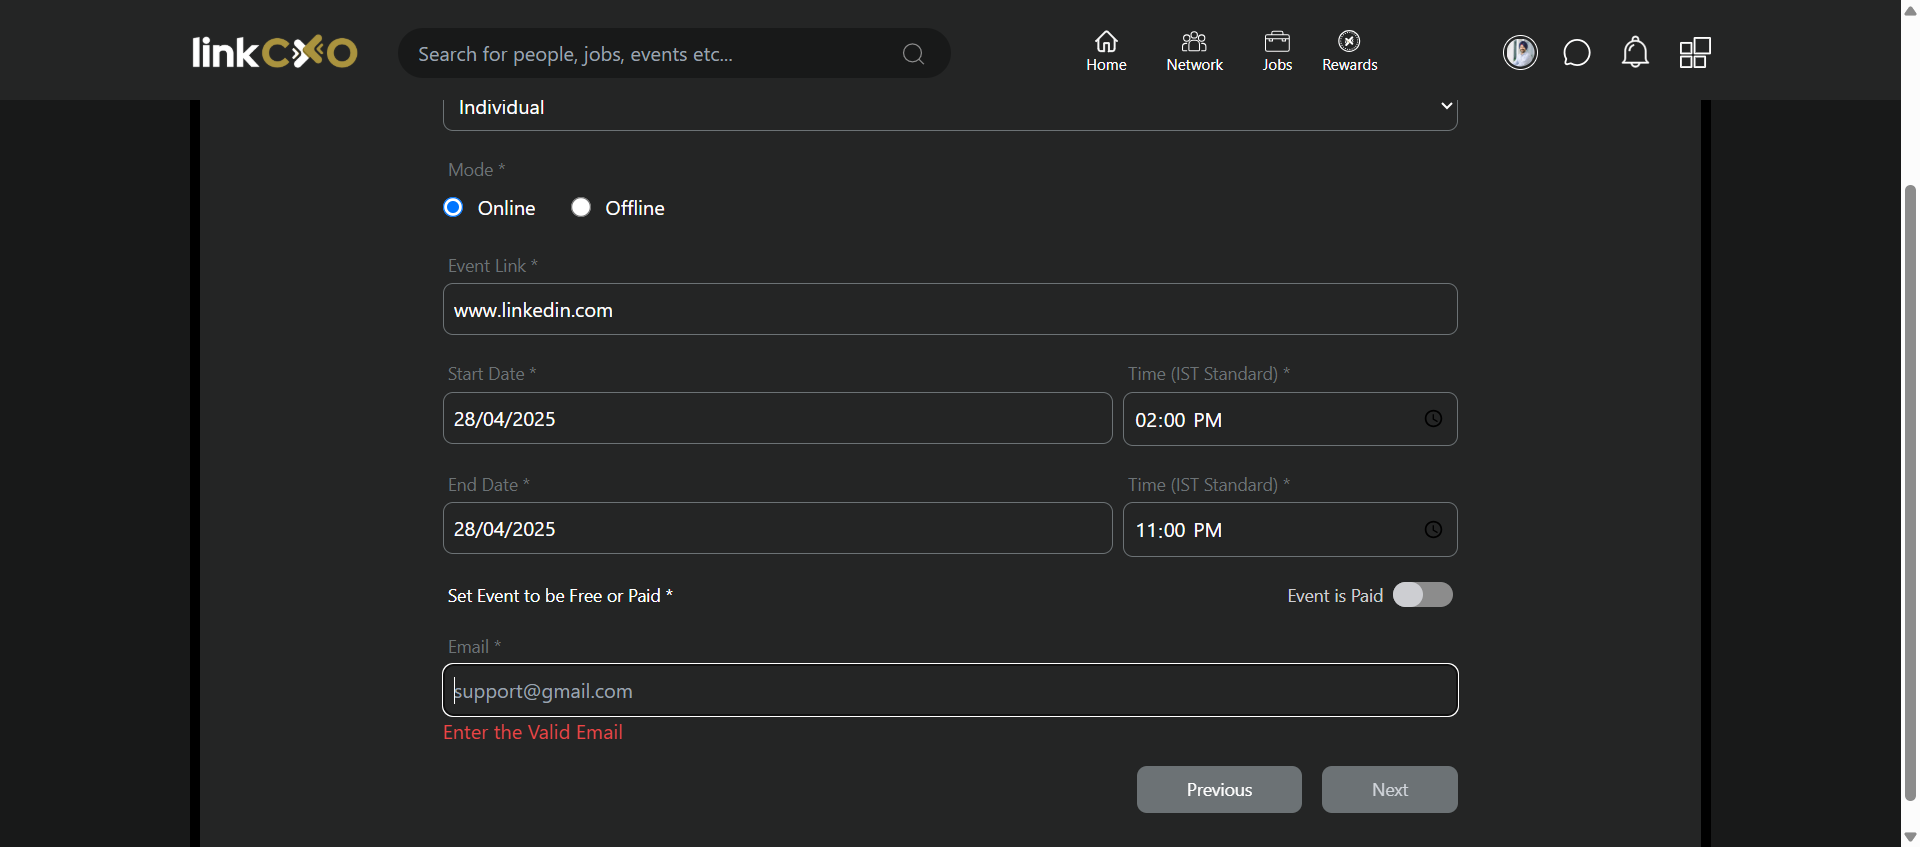 linkCXO
Search for people, jobs, events etc...
Home
Network
Jobs
Rewards
Individual
Mode *
Online
Offline
Event Link *
www.linkedin.com
Start Date *
Time (IST Standard) *
28/04/2025
02:00 PM
End Date *
Time (IST Standard) *
28/04/2025
11:00 PM
Set Event to be Free or Paid *
Event is Paid
Email *
support@gmail.com
Enter the Valid Email
Previous
Next